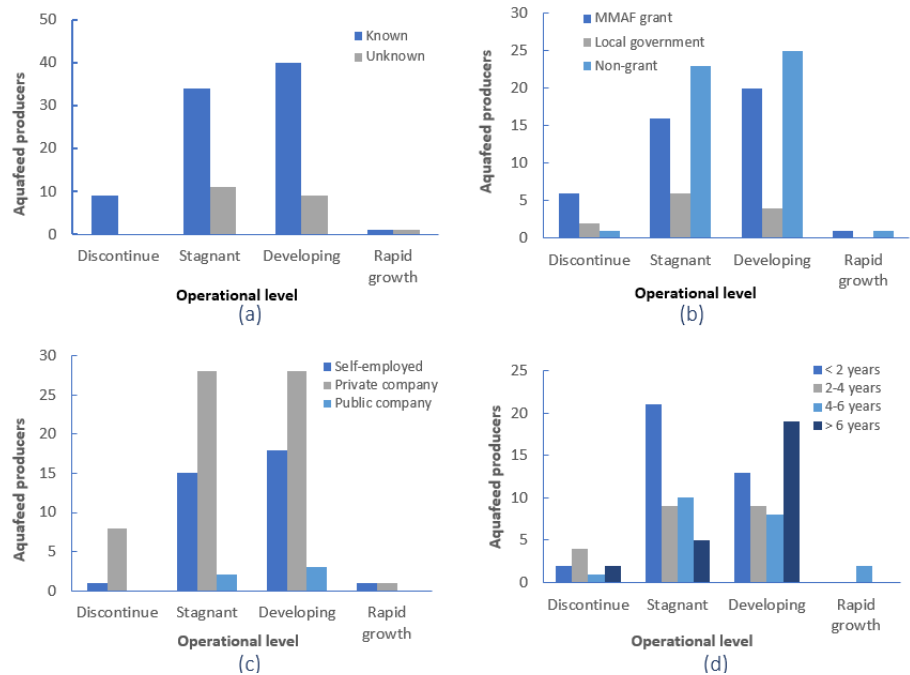 50
40
30
20
10
0
Aquafeed producers
Known
Unknown
Discontinue Stagnant Developing Rapid
growth
Operational level
(a)
30
25
20
15
10
5
0
Aquafeed producers
MMAF grant
Local government
Non-grant
Discontinue Stagnant Developing Rapid
growth
Operational level
(b)
30
25
20
15
10
5
0
Aquafeed producers
Self-employed
Private company
Public company
Discontinue Stagnant Developing Rapid
growth
Operational level
(c)
25
20
15
10
5
0
Aquafeed producers
< 2 years
2-4 years
4-6 years
> 6 years
Discontinue Stagnant Developing Rapid
growth
Operational level
(d)